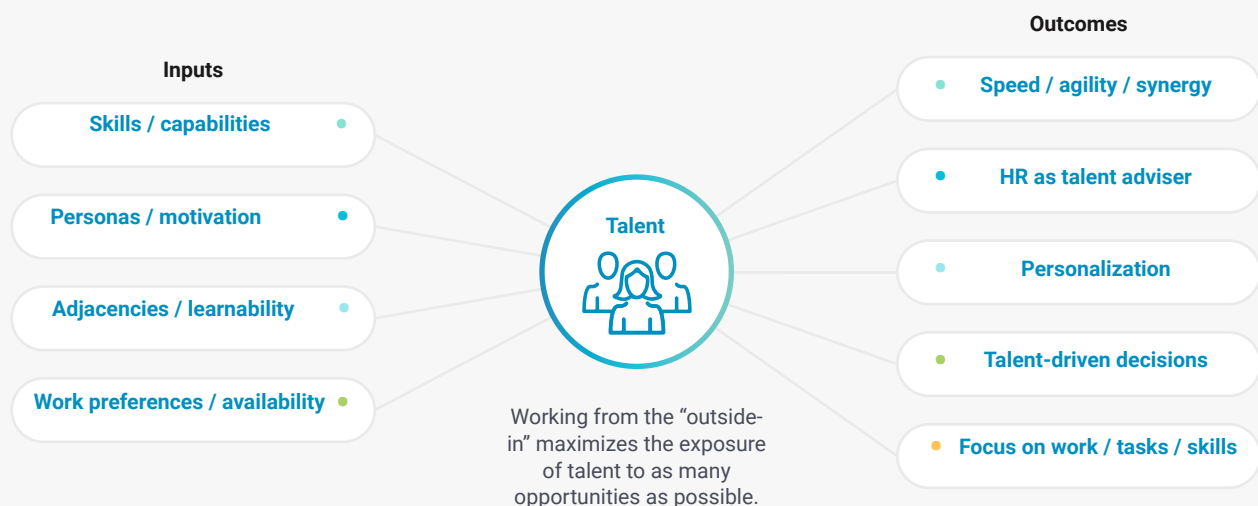 Inputs
Skills / capabilities
Personas / motivation
Adjacencies / learnability
Work preferences / availability
Talent
Working from the “outside-
in” maximizes the exposure
of talent to as many
opportunities as possible.
Outcomes
Speed / agility / synergy
HR as talent adviser
Personalization
Talent-driven decisions
Focus on work / tasks / skills